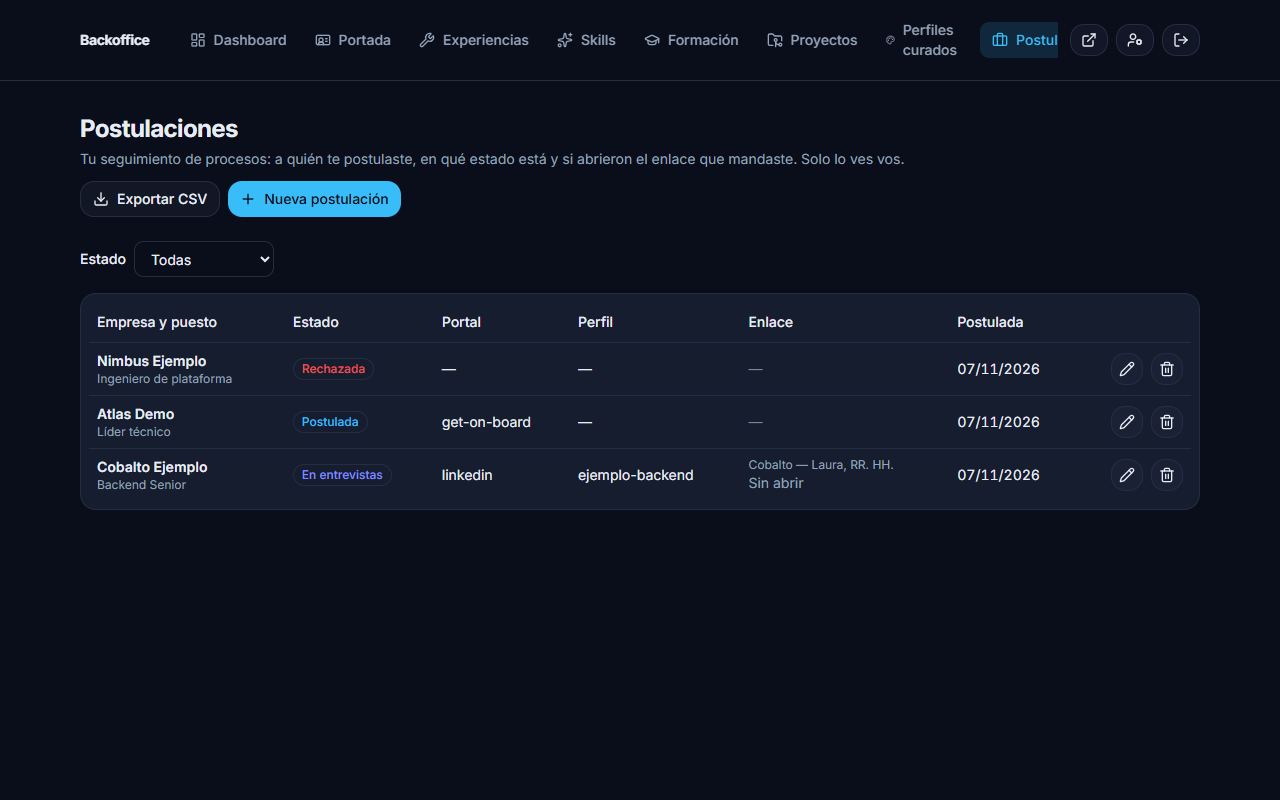 Backoffice
Dashboard
Portada
Experiencias
Skills
Formación
Proyectos
Perfiles
curados
Postul
Postulaciones
Tu seguimiento de procesos: a quién te postulaste, en qué estado está y si abrieron el enlace que mandaste. Solo lo ves vos.
Exportar CSV
Nueva postulación
Estado
Todas
Empresa y puesto Estado Portal Perfil Enlace Postulada
Nimbus Ejemplo
Ingeniero de plataforma
Rechazada — — — 07/11/2026
Atlas Demo
Líder técnico
Postulada get-on-board — — 07/11/2026
Cobalto Ejemplo
Backend Senior
En entrevistas linkedin ejemplo-backend
Cobalto — Laura, RR. HH.
Sin abrir
07/11/2026